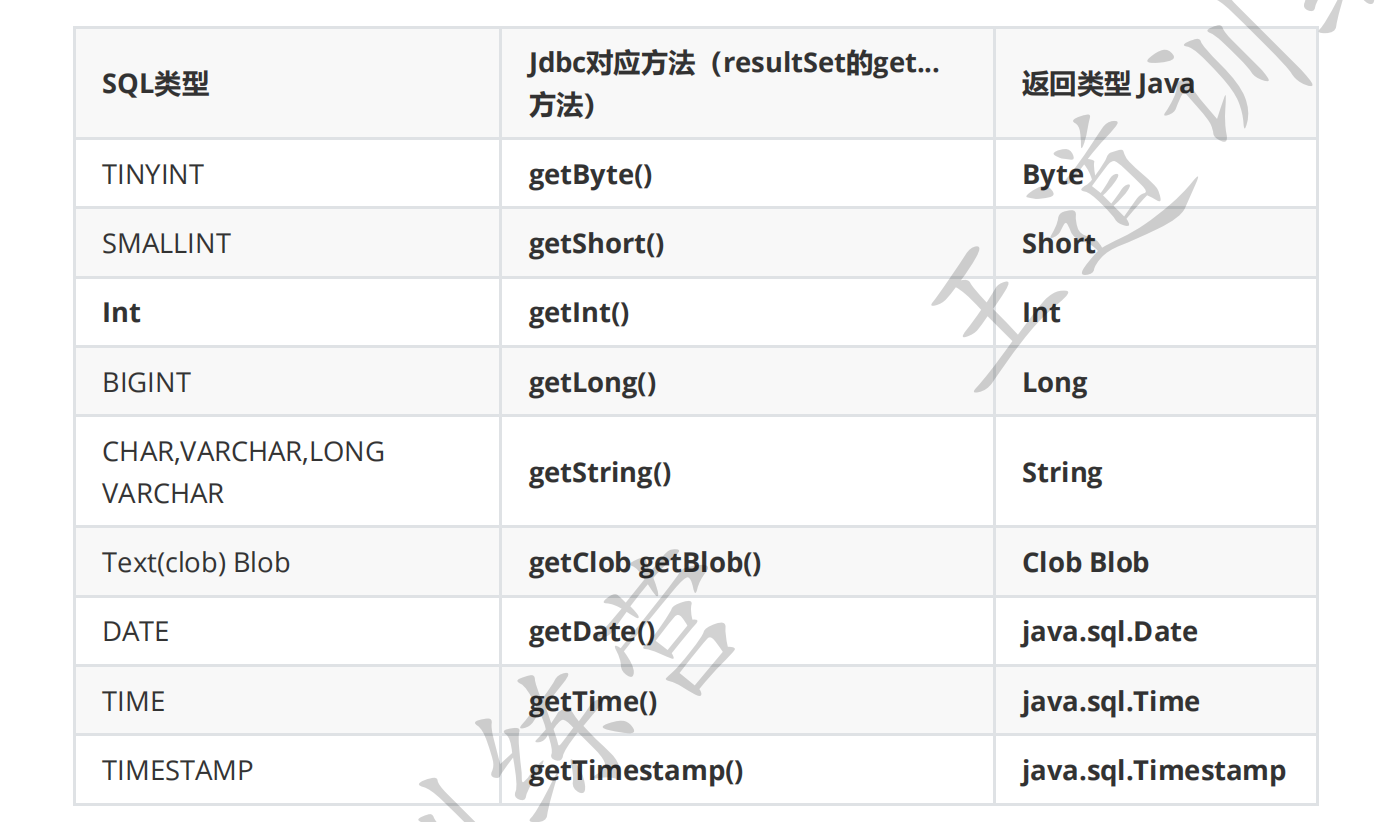 SQL类型
Jdbc对应方法（resultSet的get...
方法）
返回类型 Java
TINYINT
getByte()
Byte
SMALLINT
getShort()
Short
Int
getInt()
Int
BIGINT
getLong()
Long
CHAR,VARCHAR,LONG
VARCHAR
getString()
String
Text(clob) Blob
getClob getBlob()
Clob Blob
DATE
getDate()
java.sql.Date
TIME
getTime()
java.sql.Time
TIMESTAMP
getTimestamp()
java.sql.Timestamp
王道训练
训练营